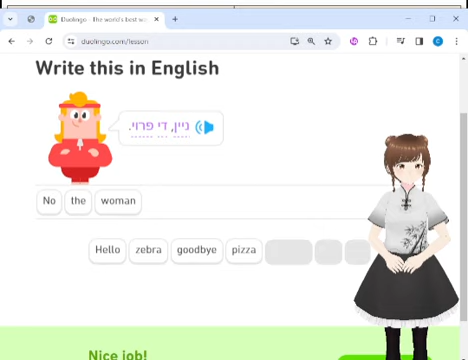 Duolingo - The world's best wa
duolingo.com/lesson
Write this in English
ניין, די פרוי.
No the woman
Hello zebra goodbye pizza
Nice job!